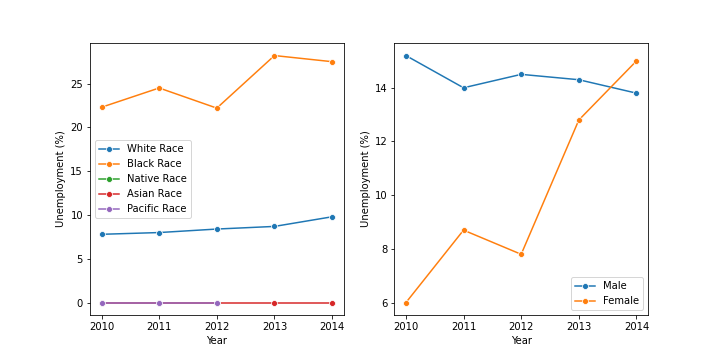 Unemployment (%)
25
20
15
10
5
0
White Race
Black Race
Native Race
Asian Race
Pacific Race
2010 2011 2012 2013 2014
Year
Unemployment (%)
14
12
10
8
6
Male
Female
2010 2011 2012 2013 2014
Year